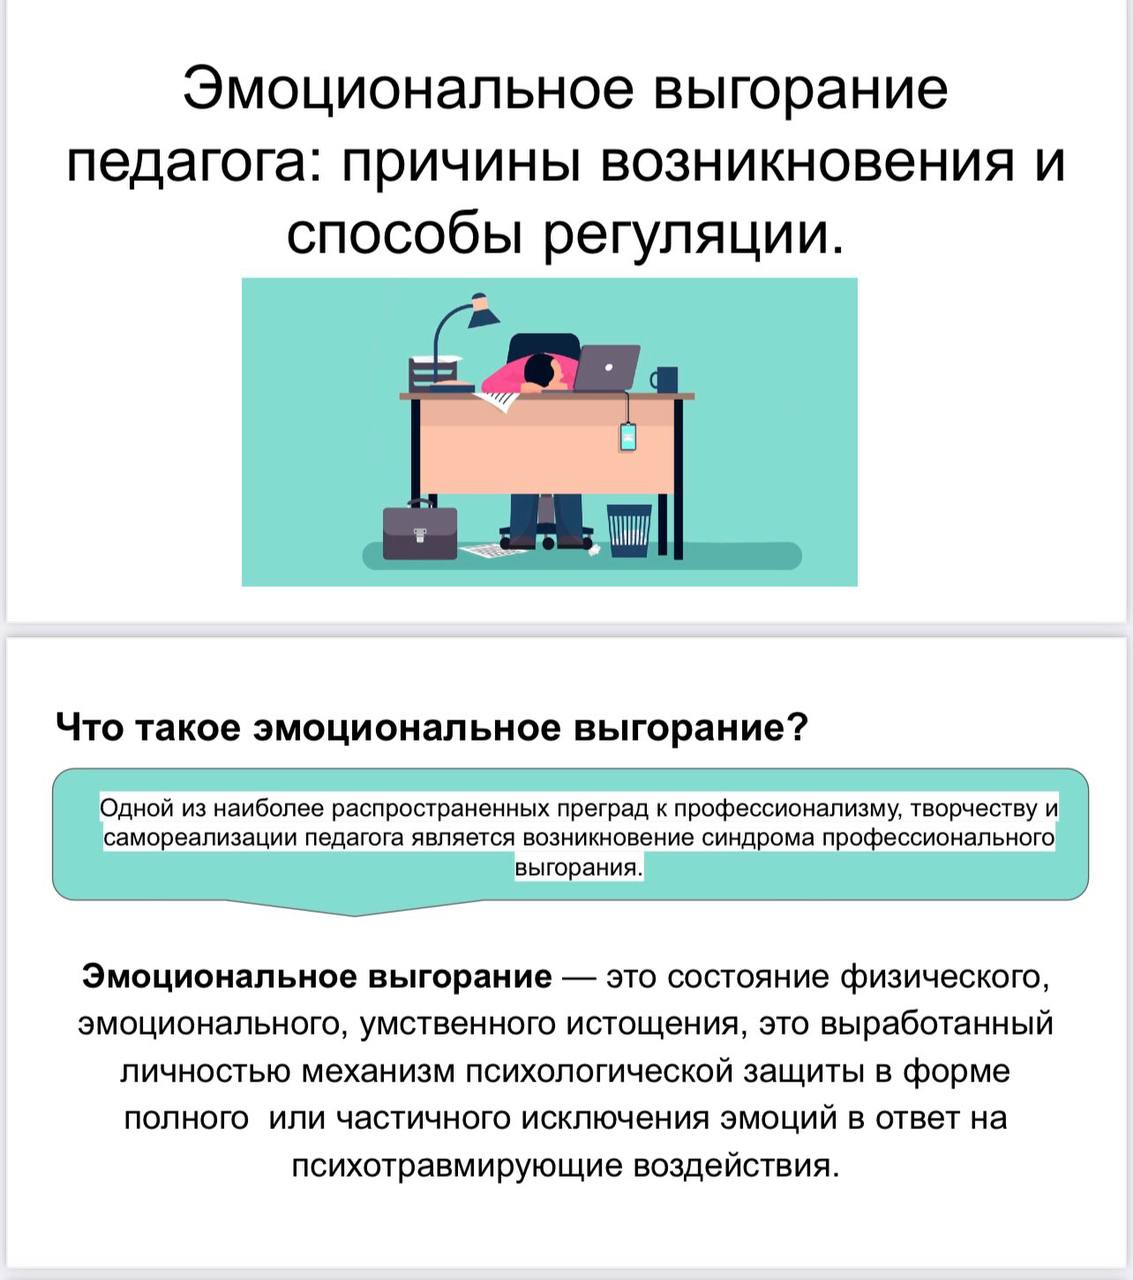 Эмоциональное выгорание
педагога: причины возникновения и
способы регуляции.
Что такое эмоциональное выгорание?
Одной из наиболее распространенных преград к профессионализму, творчеству и
самореализации педагога является возникновение синдрома профессионального
выгорания.
Эмоциональное выгорание — это состояние физического,
эмоционального, умственного истощения, это выработанный
личностью механизм психологической защиты в форме
полного  или частичного исключения эмоций в ответ на
психотравмирующие воздействия.